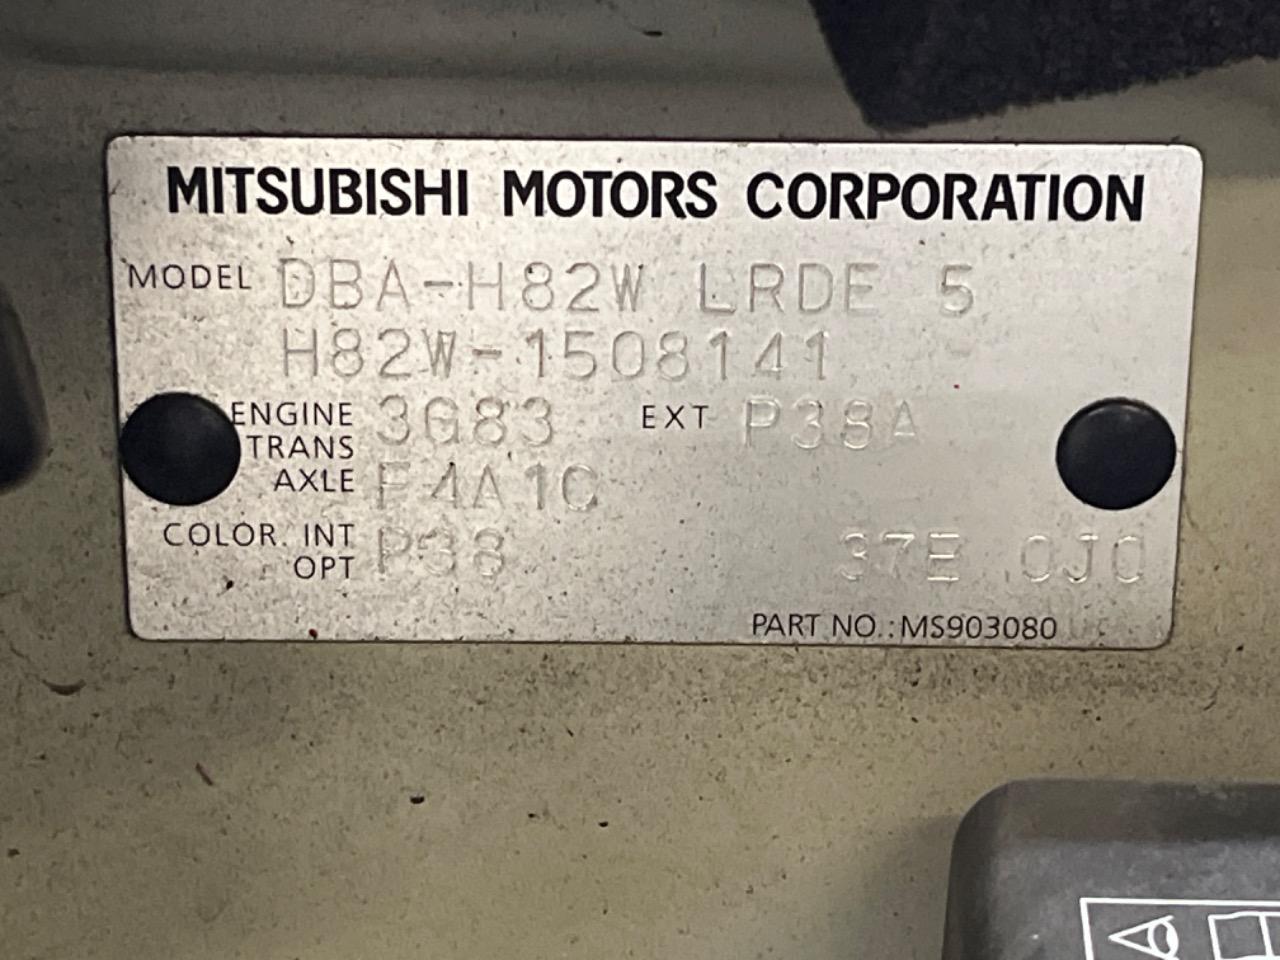 MITSUBISHI MOTORS CORPORATION
MODEL DBA-H82W LRDE 5
H82W-1508141
ENGINE 3G83 EXT P38A
TRANS
AXLE F4A1C
COLOR. INT P38 37E 0J0
OPT
PART NO.:MS903080